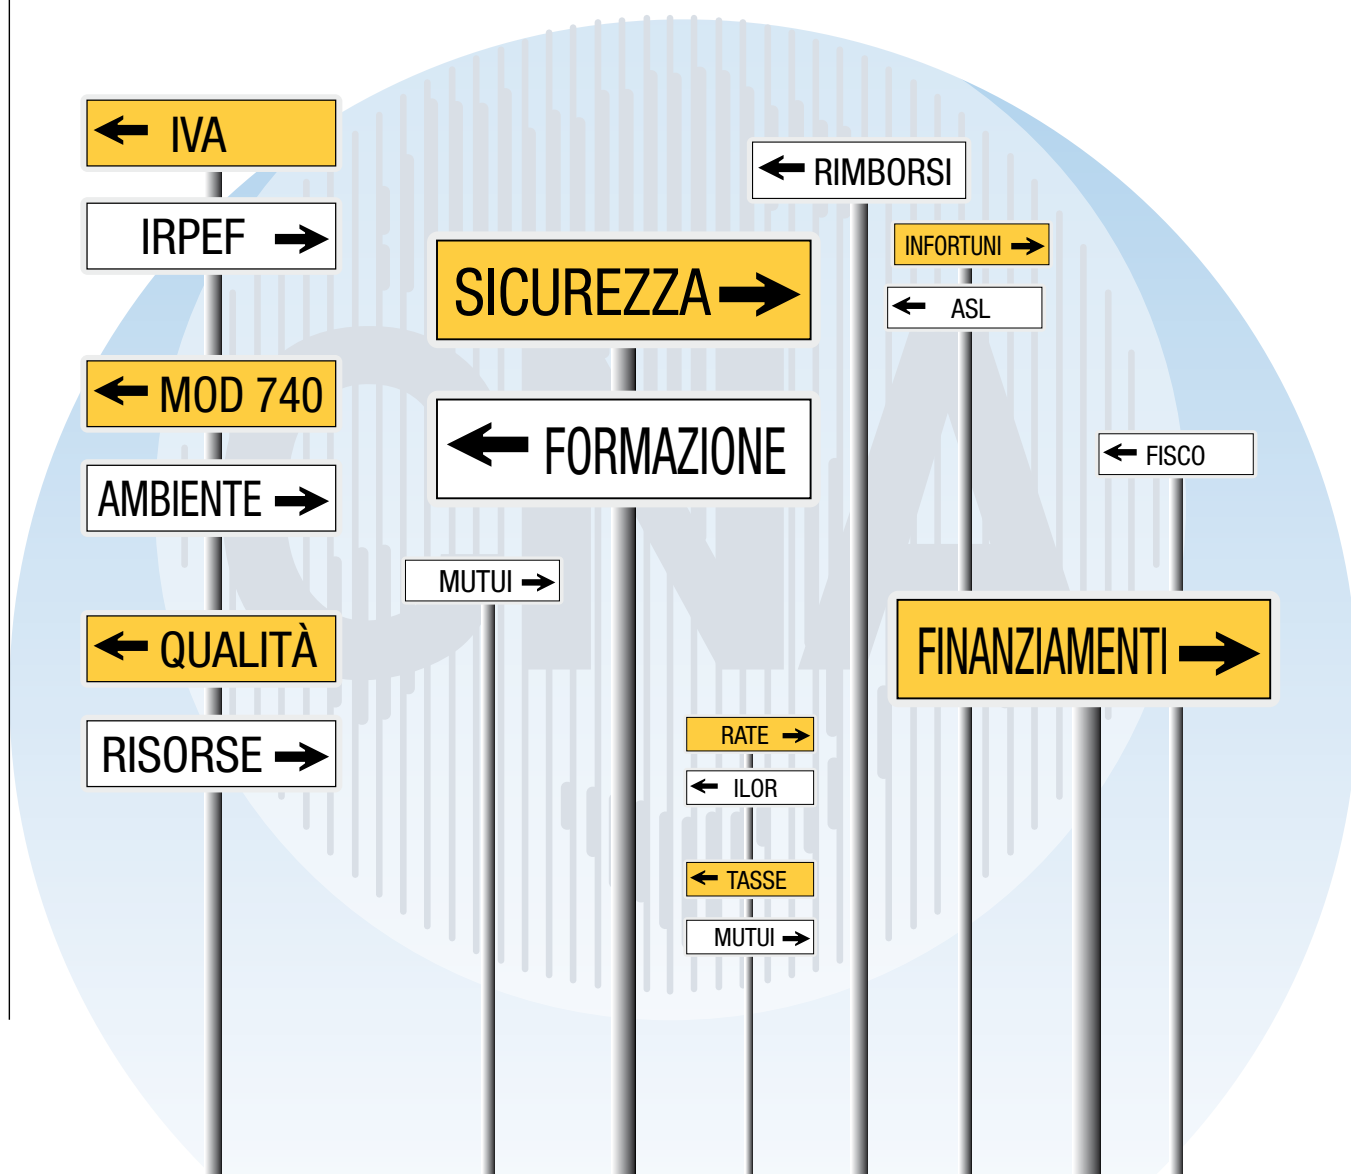 IVA
IRPEF
MOD 740
AMBIENTE
QUALITÀ
RISORSE
SICUREZZA
FORMAZIONE
MUTUI
RATE
ILOR
TASSE
MUTUI
RIMBORSI
INFORTUNI
ASL
FISCO
FINANZIAMENTI
CNA